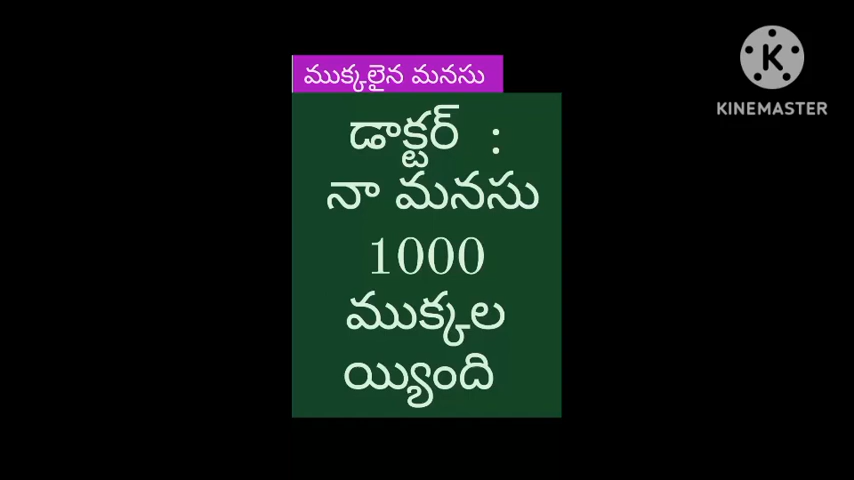 ముక్కలైన మనసు
డాక్టర్ :
నా మనసు
1000
ముక్కల
య్యింది
KINEMASTER